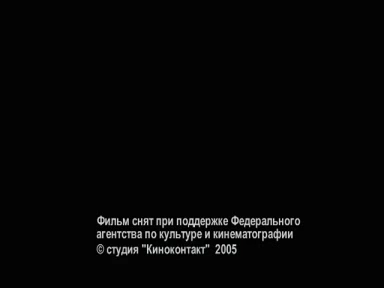 Фильм снят при поддержке Федерального
агентства по культуре и кинематографии
© студия "Киноконтакт" 2005